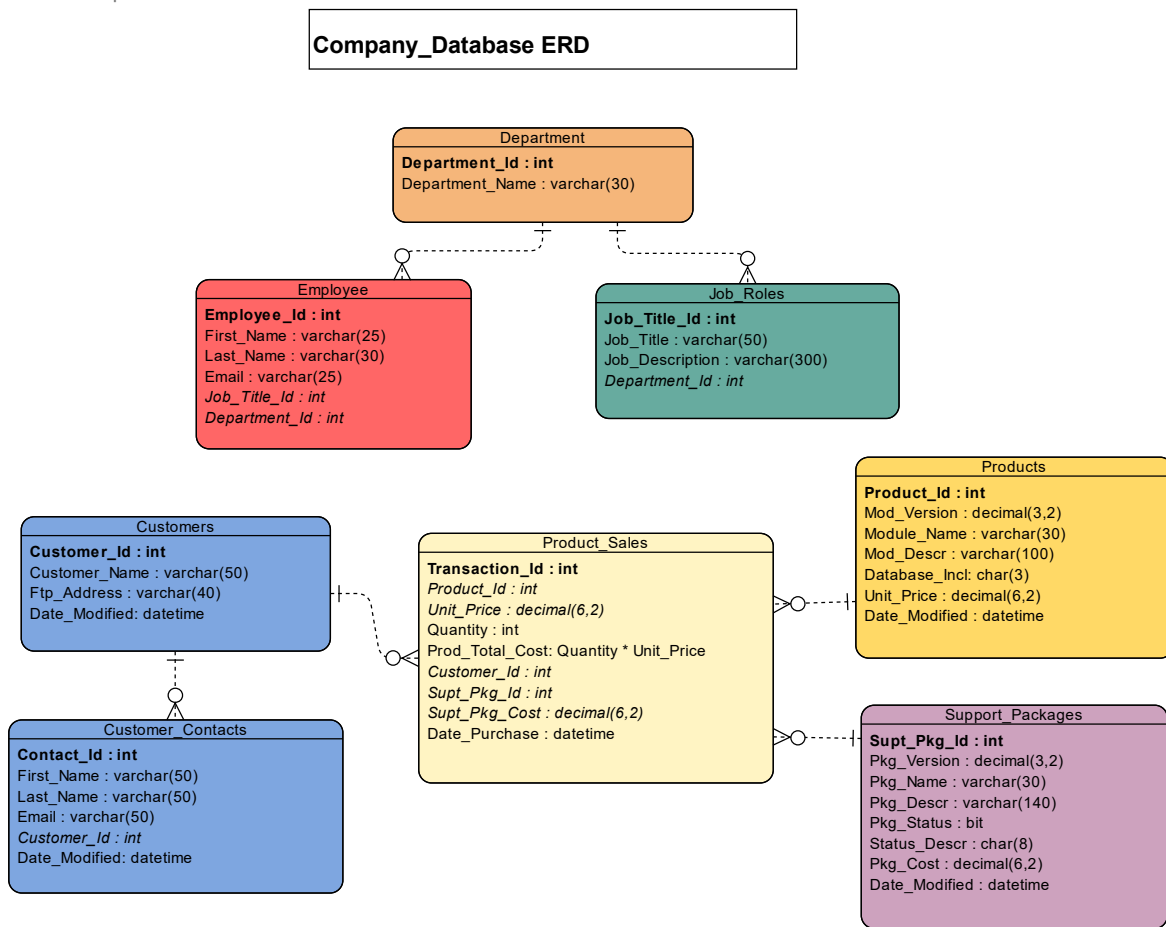 Company_Database ERD
Department
Department_Id : int
Department_Name : varchar(30)
Employee
Employee_Id : int
First_Name : varchar(25)
Last_Name : varchar(30)
Email : varchar(25)
Job_Title_Id : int
Department_Id : int
Job_Roles
Job_Title_Id : int
Job_Title : varchar(50)
Job_Description : varchar(300)
Department_Id : int
Customers
Customer_Id : int
Customer_Name : varchar(50)
Ftp_Address : varchar(40)
Date_Modified: datetime
Product_Sales
Transaction_Id : int
Product_Id : int
Unit_Price : decimal(6,2)
Quantity : int
Prod_Total_Cost: Quantity * Unit_Price
Customer_Id : int
Supt_Pkg_Id : int
Supt_Pkg_Cost : decimal(6,2)
Date_Purchase : datetime
Products
Product_Id : int
Mod_Version : decimal(3,2)
Module_Name : varchar(30)
Mod_Descr : varchar(100)
Database_Incl: char(3)
Unit_Price : decimal(6,2)
Date_Modified : datetime
Customer_Contacts
Contact_Id : int
First_Name : varchar(50)
Last_Name : varchar(50)
Email : varchar(50)
Customer_Id : int
Date_Modified: datetime
Support_Packages
Supt_Pkg_Id : int
Pkg_Version : decimal(3,2)
Pkg_Name : varchar(30)
Pkg_Descr : varchar(140)
Pkg_Status : bit
Status_Descr : char(8)
Pkg_Cost : decimal(6,2)
Date_Modified : datetime